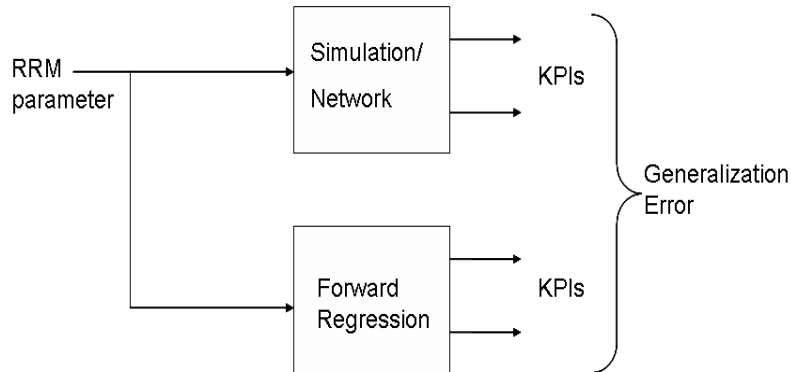 RRM
parameter
Simulation/
Network
KPIs
Generalization
Error
Forward
Regression
KPIs